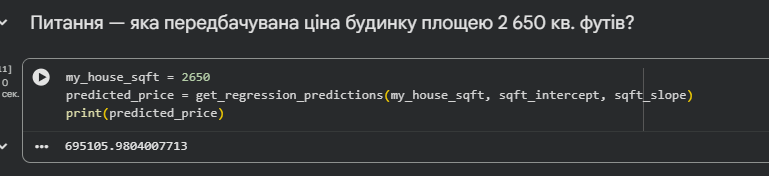 Питання — яка передбачувана ціна будинку площею 2 650 кв. футів?
11]
0
сек.
my_house_sqft = 2650
predicted_price = get_regression_predictions(my_house_sqft, sqft_intercept, sqft_slope)
print(predicted_price)
695105.9804007713